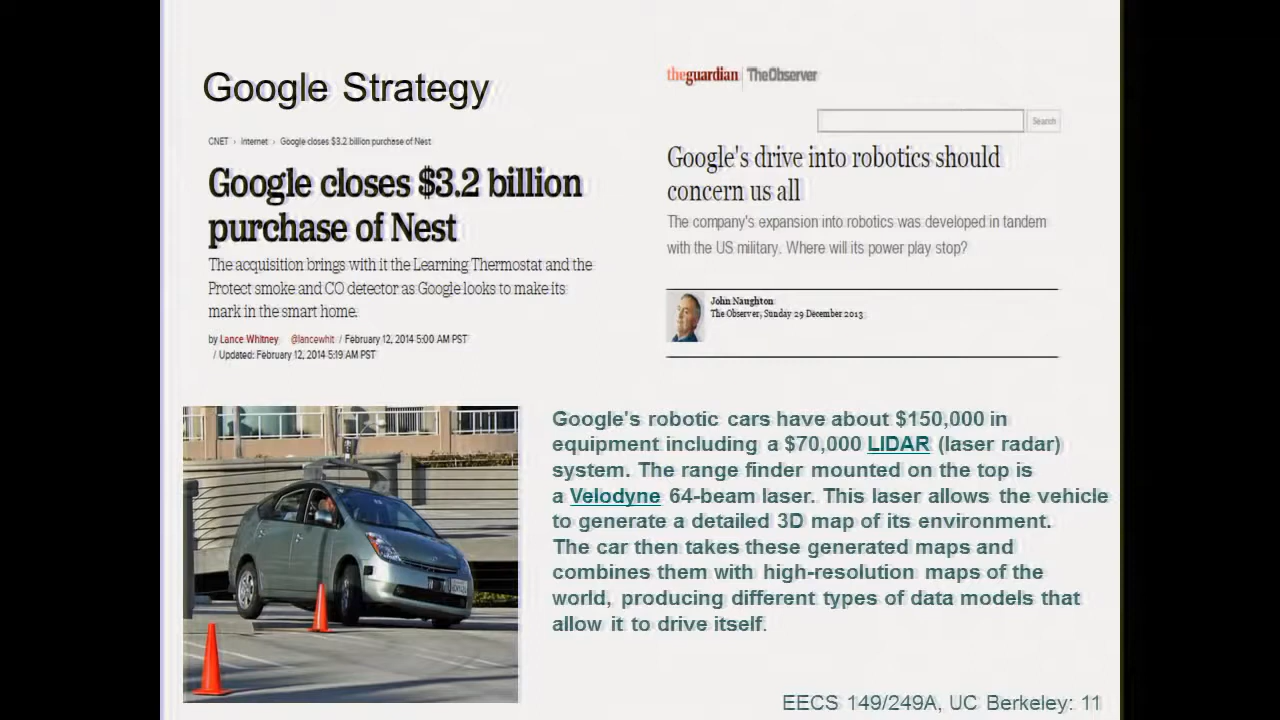 Google Strategy
CNET › Internet › Google closes $3.2 billion purchase of Nest
Google closes $3.2 billion
purchase of Nest
The acquisition brings with it the Learning Thermostat and the
Protect smoke and CO detector as Google looks to make its
mark in the smart home.
by Lance Whitney @lancewhit / February 12, 2014 5:00 AM PST
/ Updated: February 12, 2014 5:19 AM PST
theguardian | TheObserver
Search
Google's drive into robotics should
concern us all
The company's expansion into robotics was developed in tandem
with the US military. Where will its power play stop?
John Naughton
The Observer, Sunday 29 December 2013
Google's robotic cars have about $150,000 in
equipment including a $70,000 LIDAR (laser radar)
system. The range finder mounted on the top is
a Velodyne 64-beam laser. This laser allows the vehicle
to generate a detailed 3D map of its environment.
The car then takes these generated maps and
combines them with high-resolution maps of the
world, producing different types of data models that
allow it to drive itself.
EECS 149/249A, UC Berkeley: 11